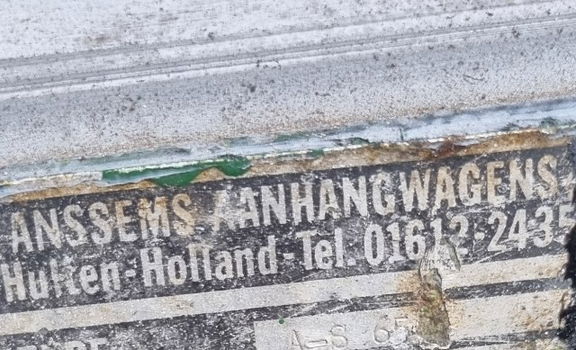 ANSSEMS AANHANGWAGENS
Hulten-Holland-Tel. 01612-2435